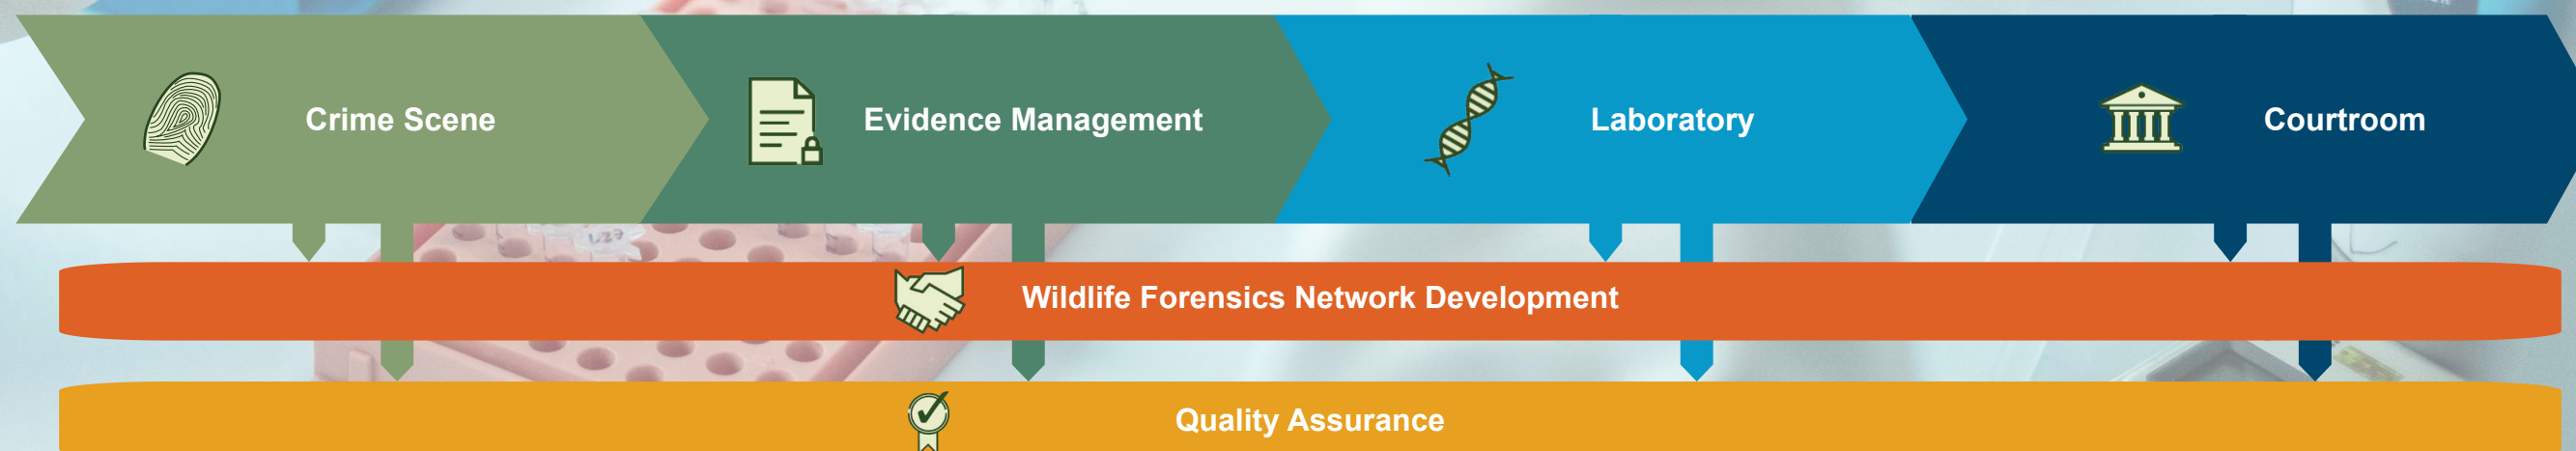 Crime Scene
Evidence Management
Laboratory
Courtroom
Wildlife Forensics Network Development
Quality Assurance